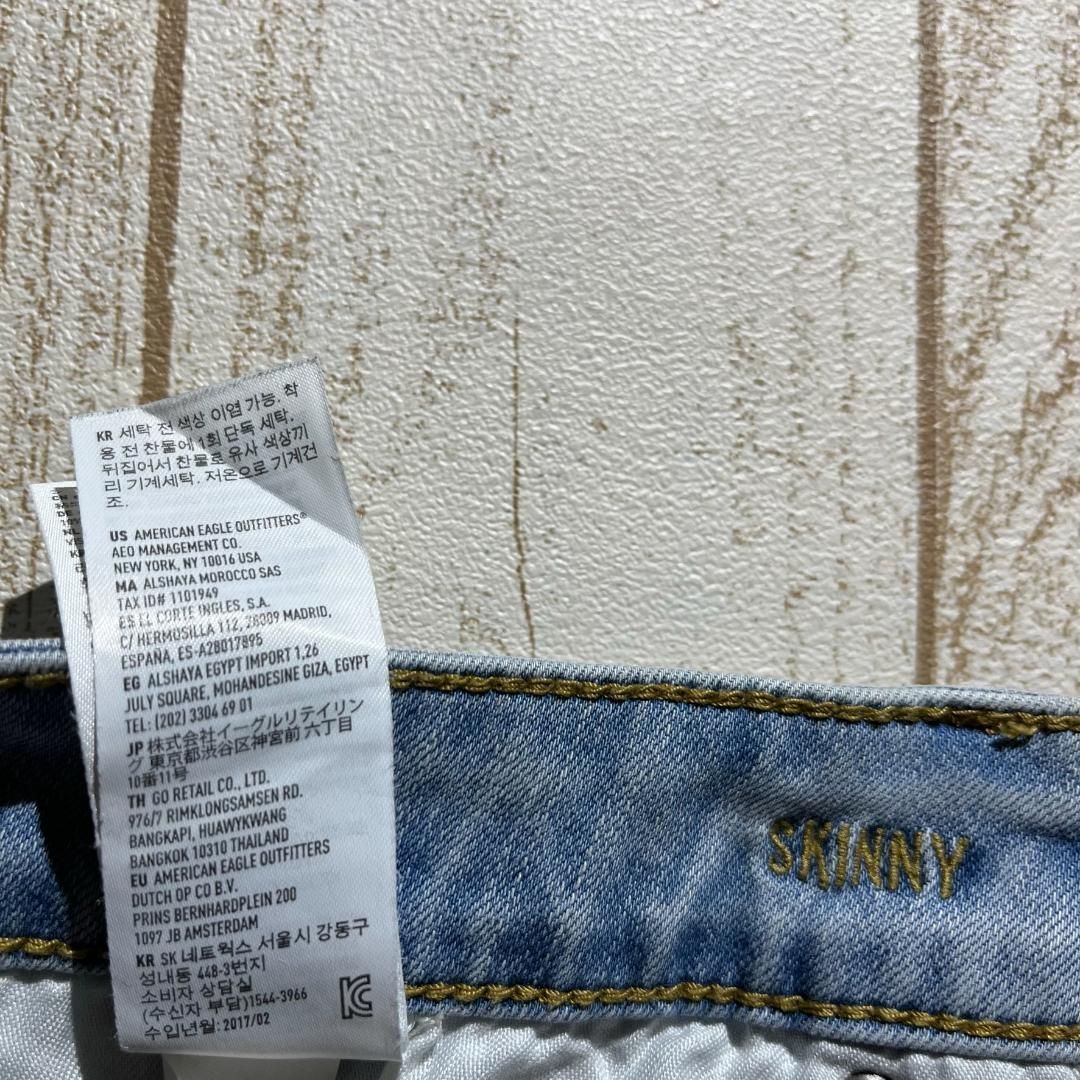 KR 세탁 전 색상 이염 가능. 착
용 전 찬물에 1회 단독 세탁.
뒤집어서 찬물로 유사 색상끼
리 기계세탁. 저온으로 기계건
조.
US AMERICAN EAGLE OUTFITTERS®
AEO MANAGEMENT CO.
NEW YORK, NY 10016 USA
MA ALSHAYA MOROCCO SAS
TAX ID# 1101949
ES EL CORTE INGLES, S.A.
C/ HERMOSILLA 112, 28009 MADRID,
ESPAÑA, ES-A28017895
EG ALSHAYA EGYPT IMPORT 1,26
JULY SQUARE, MOHANDESINE GIZA, EGYPT
TEL: (202) 3304 69 01
JP 株式会社イーグルリテイリン
グ 東京都渋谷区神宮前 六丁目
10番11号
TH GO RETAIL CO., LTD.
976/7 RIMKLONGSAMSEN RD.
BANGKAPI, HUAWYKWANG
BANGKOK 10310 THAILAND
EU AMERICAN EAGLE OUTFITTERS
DUTCH OP CO B.V.
PRINS BERNHARDPLEIN 200
1097 JB AMSTERDAM
KR SK 네트웍스 서울시 강동구
성내동 448-3번지
소비자 상담실
(수신자 부담)1544-3966
수입년월: 2017/02
SKINNY